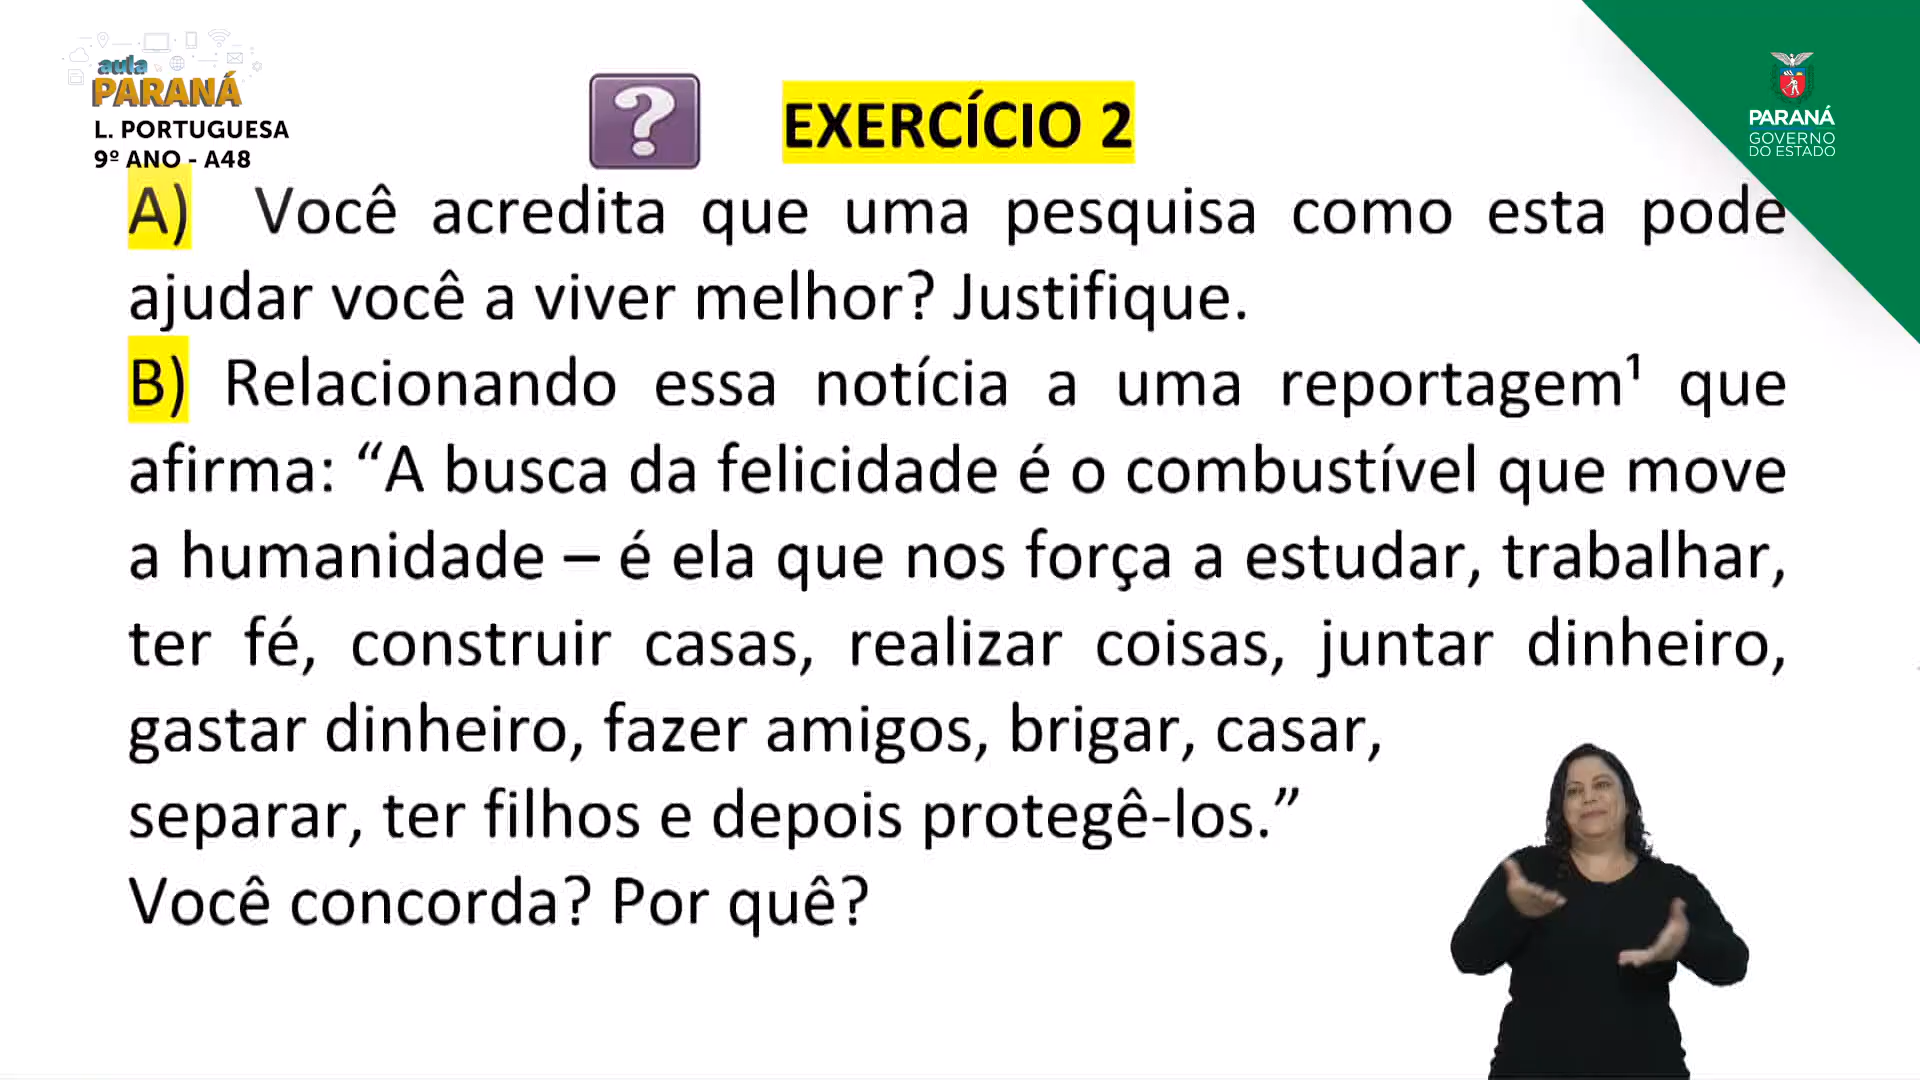 aula
PARANÁ
L. PORTUGUESA
9º ANO - A48
?
EXERCÍCIO 2
PARANÁ
GOVERNO
DO ESTADO
A) Você acredita que uma pesquisa como esta pode
ajudar você a viver melhor? Justifique.
B) Relacionando essa notícia a uma reportagem¹ que
afirma: “A busca da felicidade é o combustível que move
a humanidade – é ela que nos força a estudar, trabalhar,
ter fé, construir casas, realizar coisas, juntar dinheiro,
gastar dinheiro, fazer amigos, brigar, casar,
separar, ter filhos e depois protegê-los.”
Você concorda? Por quê?